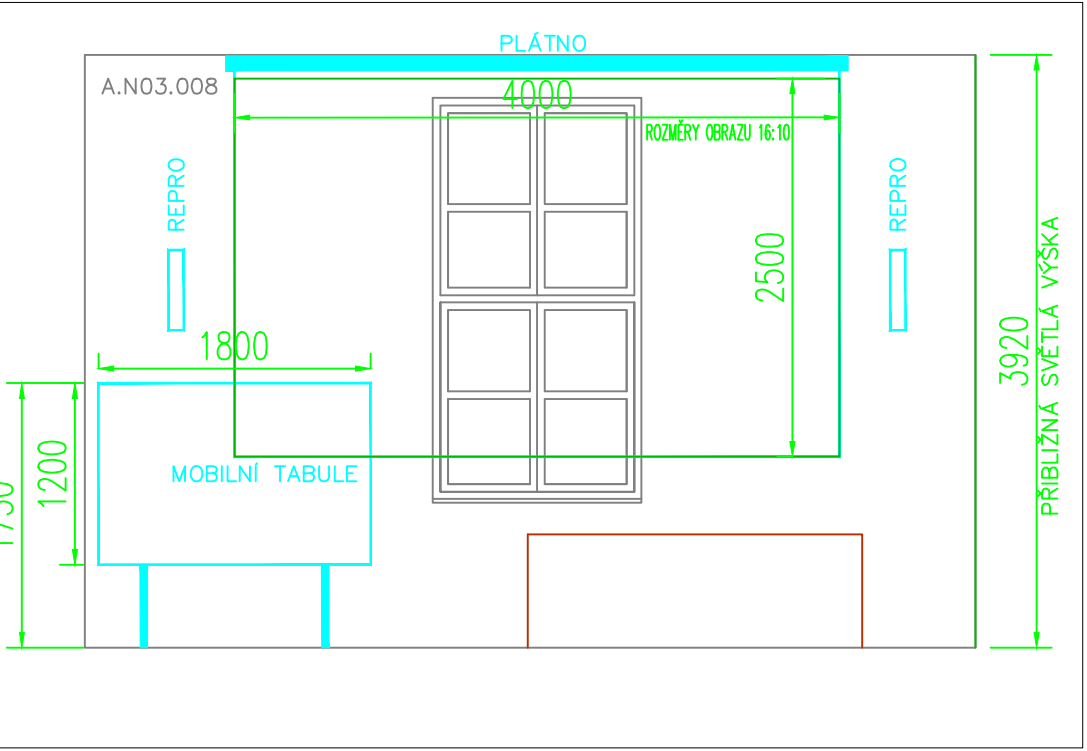 PLÁTNO
A.N03.008
4000
ROZMĚRY OBRAZU 16:10
REPRO
REPRO
2500
1800
3920
PŘIBLIŽNÁ SVĚTLÁ VÝŠKA
1200
MOBILNÍ TABULE